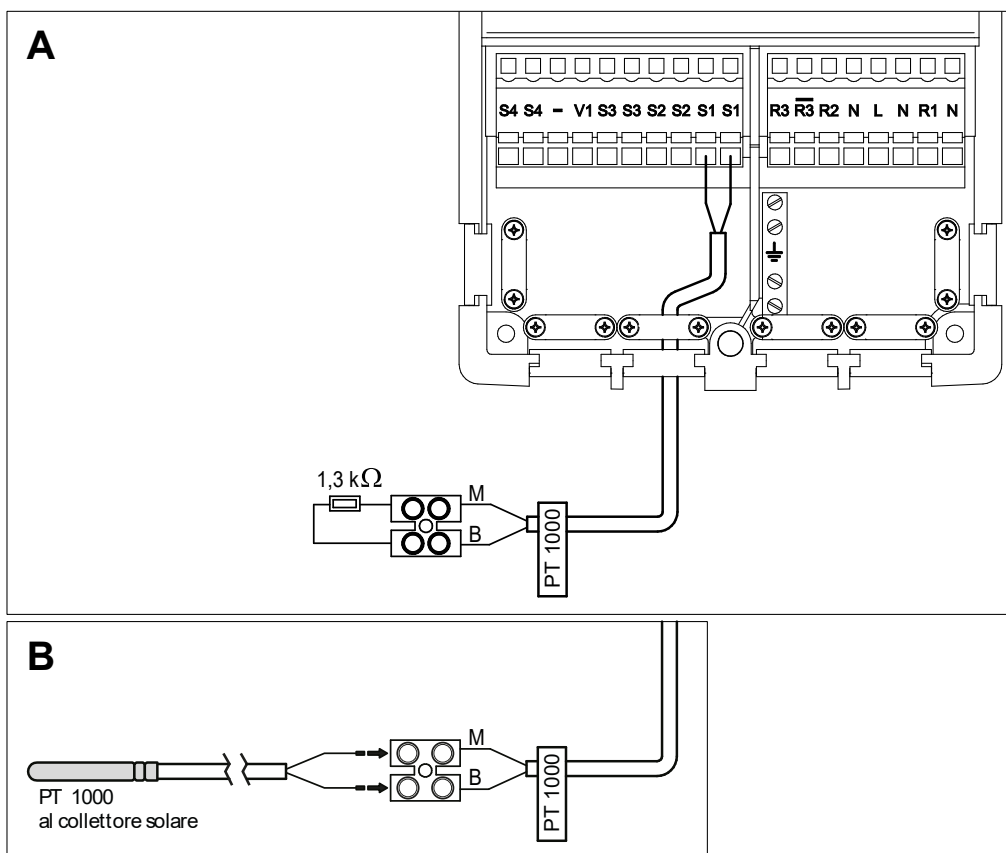 A
S4 S4 – V1 S3 S3 S2 S2 S1 S1
R3 R̅3̅ R2 N L N R1 N
1,3 kΩ
M
B
PT 1000
B
M
B
PT 1000
PT 1000
al collettore solare